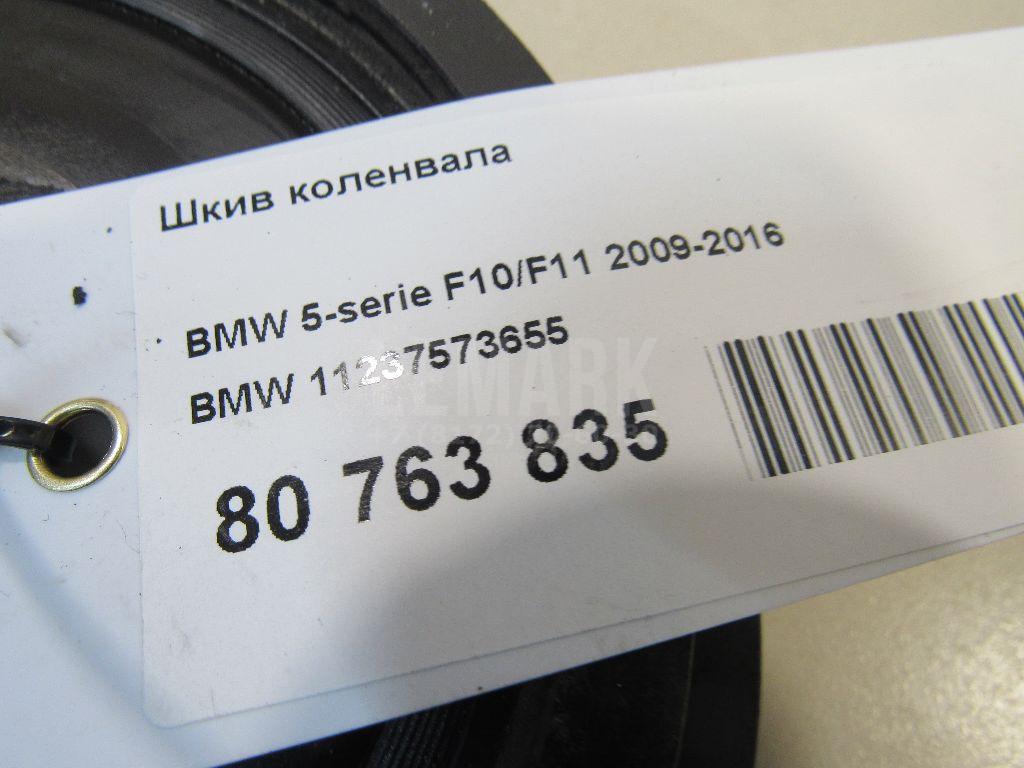 Шкив коленвала
BMW 5-serie F10/F11 2009-2016
BMW 11237573655
80 763 835